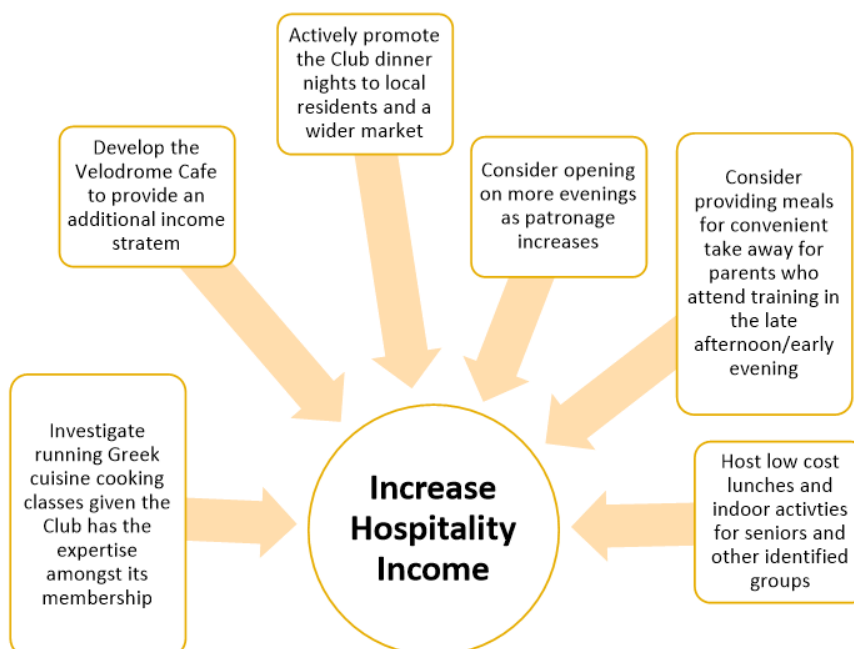 Actively promote
the Club dinner
nights to local
residents and a
wider market
Develop the
Velodrome Cafe
to provide an
additional income
stratem
Consider opening
on more evenings
as patronage
increases
Consider
providing meals
for convenient
take away for
parents who
attend training in
the late
afternoon/early
evening
Investigate
running Greek
cuisine cooking
classes given the
Club has the
expertise
amongst its
membership
Increase
Hospitality
Income
Host low cost
lunches and
indoor activties
for seniors and
other identified
groups